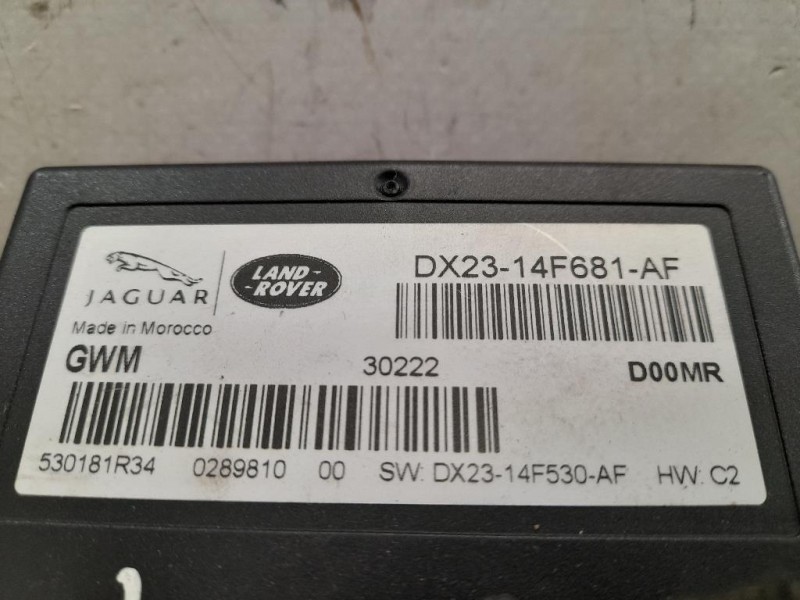 JAGUAR
LAND-
-ROVER
DX23-14F681-AF
Made in Morocco
GWM 30222 D00MR
530181R34 0289810 00 SW: DX23-14F530-AF HW: C2